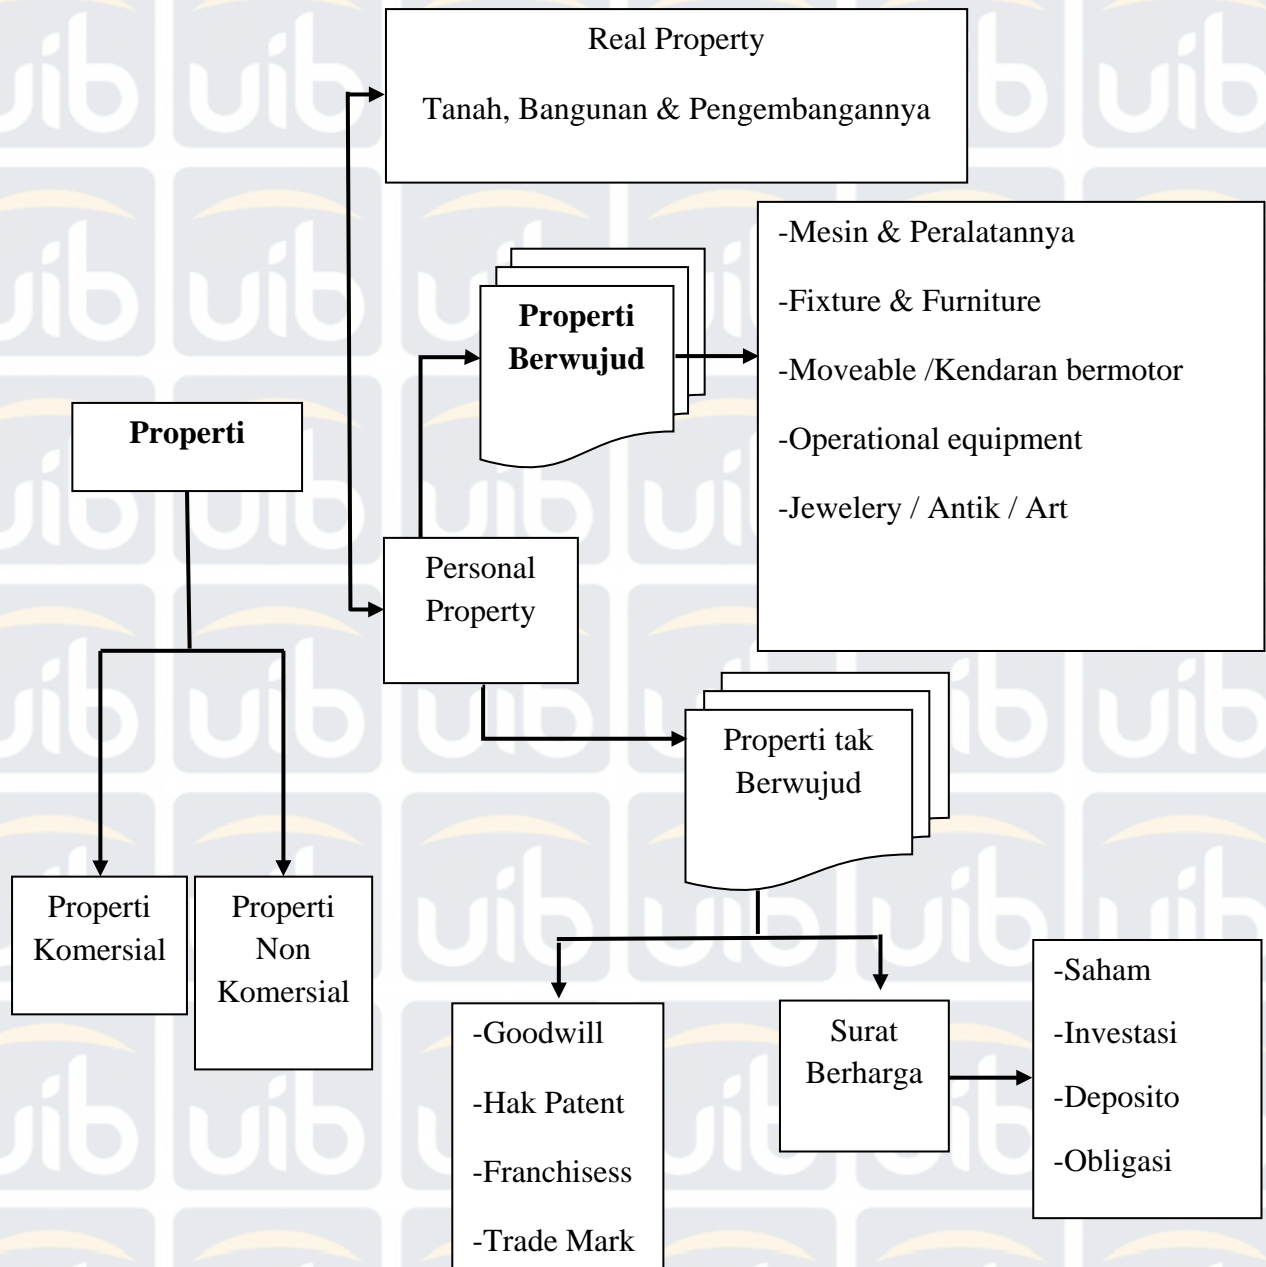 Real Property
Tanah, Bangunan & Pengembangannya
Properti
Berwujud
-Mesin & Peralatannya
-Fixture & Furniture
-Moveable /Kendaran bermotor
-Operational equipment
-Jewelery / Antik / Art
Properti
Personal
Property
Properti tak
Berwujud
Properti
Komersial
Properti
Non
Komersial
-Goodwill
-Hak Patent
-Franchisess
-Trade Mark
Surat
Berharga
-Saham
-Investasi
-Deposito
-Obligasi
uib